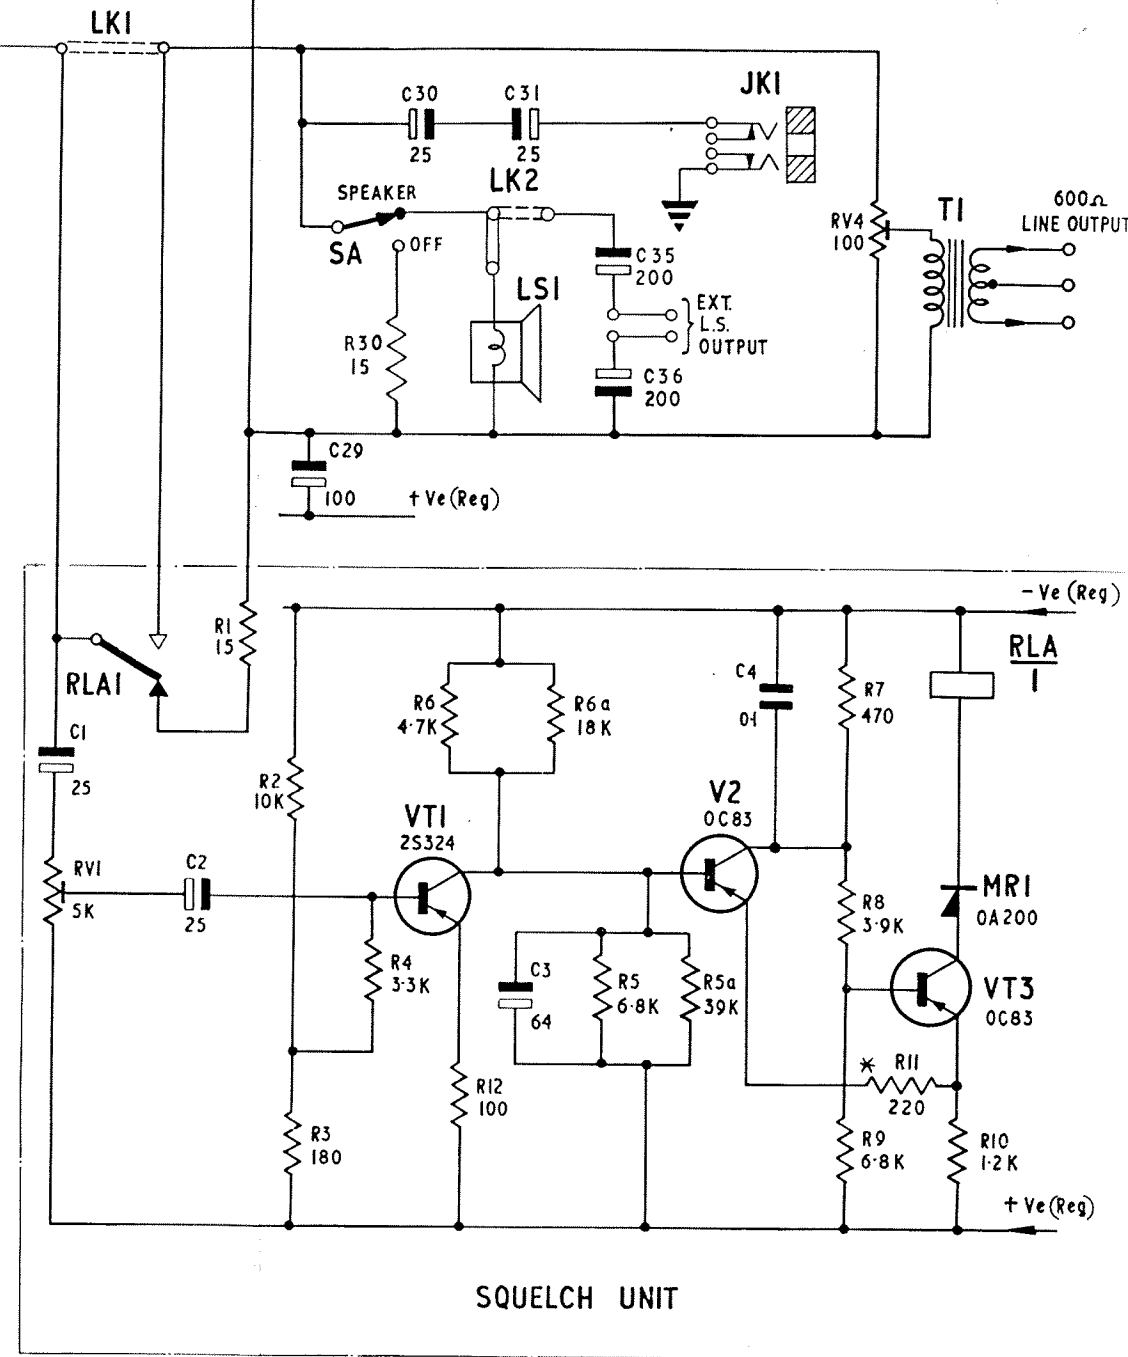 LK1
JK1
C30
25
C31
25
LK2
SPEAKER
SA
OFF
C35
200
LS1
EXT.
L.S.
OUTPUT
R30
15
C36
200
RV4
100
T1
600Ω
LINE OUTPUT
C29
100
+Ve (Reg)
-Ve (Reg)
R1
15
RLA1
RLA
1
C1
25
R6
4·7K
R6a
18K
C4
R7
470
R2
10K
VT1
2S324
V2
OC83
RV1
5K
C2
25
R8
3·9K
MR1
OA200
R4
3·3K
C3
64
R5
6·8K
R5a
39K
VT3
OC83
R12
100
* R11
220
R3
180
R9
6·8K
R10
1·2K
+Ve (Reg)
SQUELCH UNIT